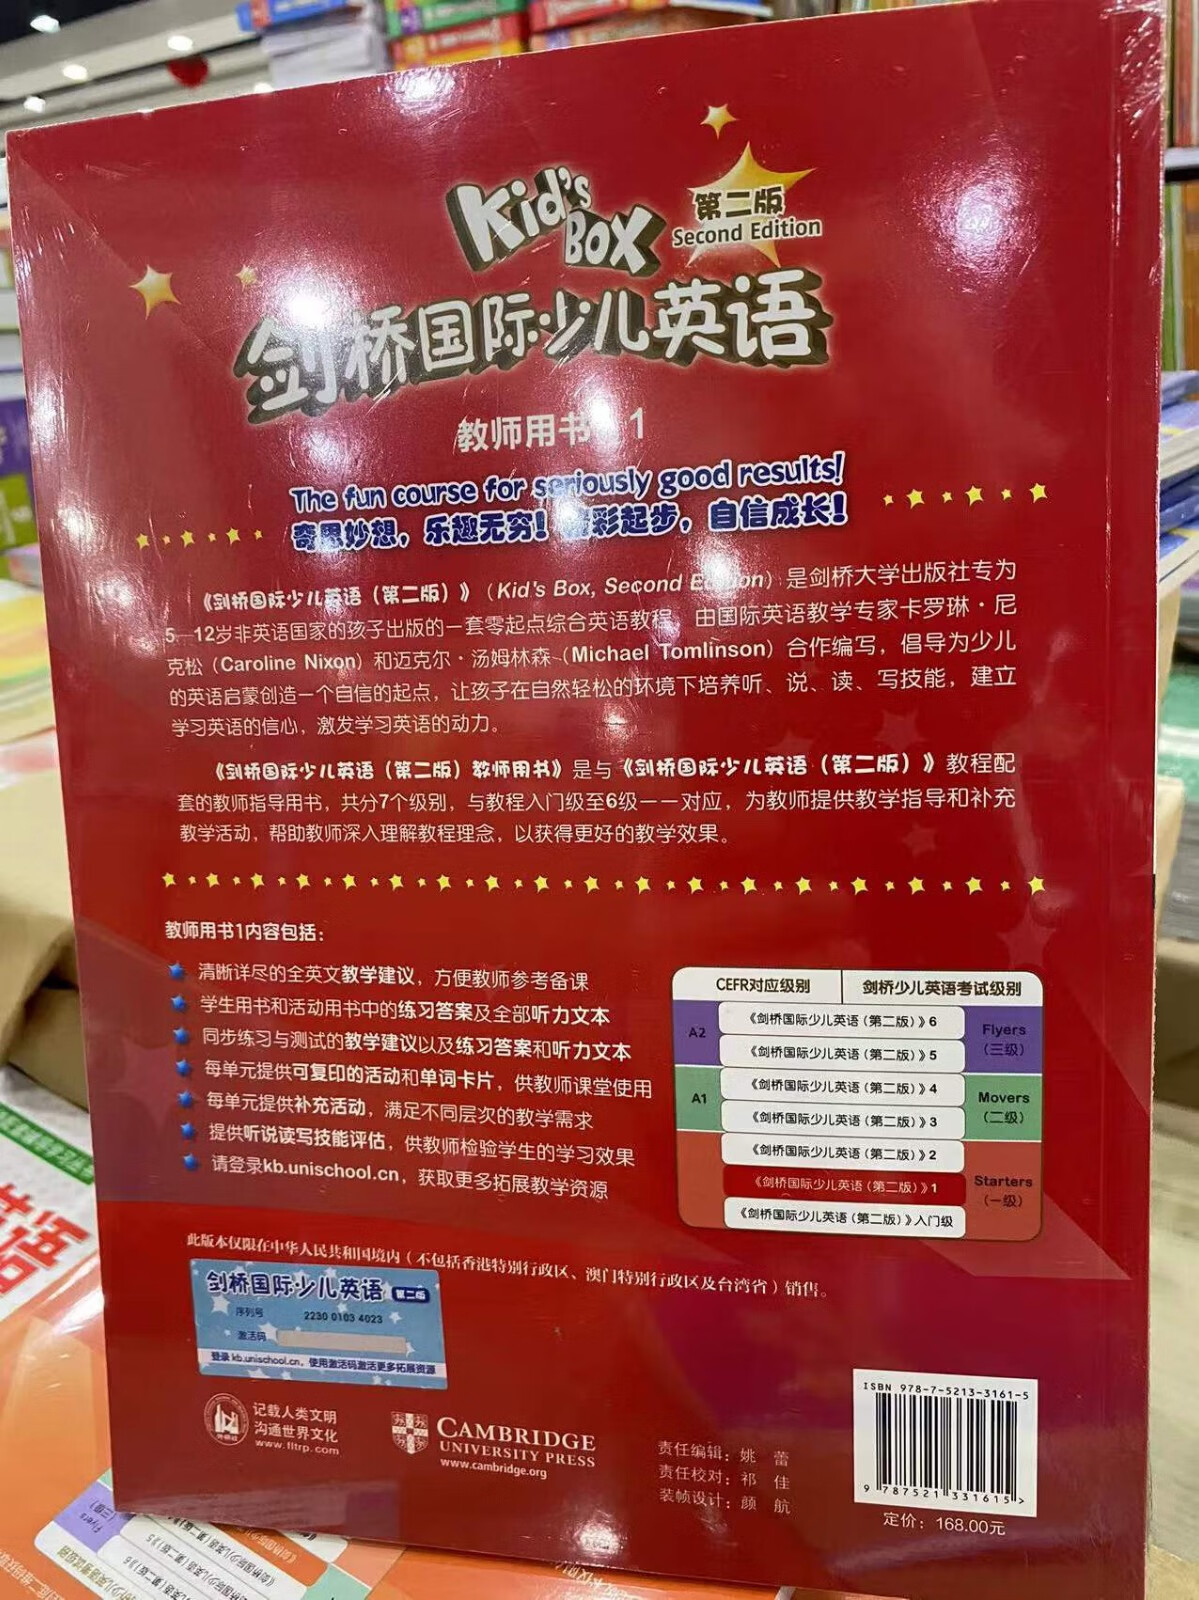 Kid's
Box
第二版
Second Edition
剑桥国际少儿英语
教师用书 1
The fun course for seriously good results!
奇思妙想，乐趣无穷！ 彩起步，自信成长！
《剑桥国际少儿英语（第二版）》（Kid's Box, Second Edition）是剑桥大学出版社专为
5—12岁非英语国家的孩子出版的一套零起点综合英语教程，由国际英语教学专家卡罗琳·尼
克松（Caroline Nixon）和迈克尔·汤姆林森（Michael Tomlinson）合作编写，倡导为少儿
的英语启蒙创造一个自信的起点，让孩子在自然轻松的环境下培养听、说、读、写技能，建立
学习英语的信心，激发学习英语的动力。
《剑桥国际少儿英语（第二版）教师用书》是与《剑桥国际少儿英语（第二版）》教程配
套的教师指导用书，共分7个级别，与教程入门级至6级一一对应，为教师提供教学指导和补充
教学活动，帮助教师深入理解教程理念，以获得更好的教学效果。
教师用书1内容包括：
清晰详尽的全英文教学建议，方便教师参考备课
学生用书和活动用书中的练习答案及全部听力文本
同步练习与测试的教学建议以及练习答案和听力文本
每单元提供可复印的活动和单词卡片，供教师课堂使用
每单元提供补充活动，满足不同层次的教学需求
提供听说读写技能评估，供教师检验学生的学习效果
请登录kb.unischool.cn，获取更多拓展教学资源
CEFR对应级别 剑桥少儿英语考试级别
A2 《剑桥国际少儿英语（第二版）》6 Flyers
《剑桥国际少儿英语（第二版）》5 （三级）
A1 《剑桥国际少儿英语（第二版）》4 Movers
《剑桥国际少儿英语（第二版）》3 （二级）
《剑桥国际少儿英语（第二版）》2
《剑桥国际少儿英语（第二版）》1 Starters
（一级）
《剑桥国际少儿英语（第二版）》入门级
此版本仅限在中华人民共和国境内（不包括香港特别行政区、澳门特别行政区及台湾省）销售。
剑桥国际少儿英语 第二版
序列号 2230 0103 4023
激活码
登录 kb.unischool.cn，使用激活码激活更多拓展资源
记载人类文明
沟通世界文化
www.fltrp.com
CAMBRIDGE
UNIVERSITY PRESS
www.cambridge.org
责任编辑：姚 蕾
责任校对：祁 佳
装帧设计：颜 航
ISBN 978-7-5213-3161-5
9 787521 331615 >
定价：168.00元